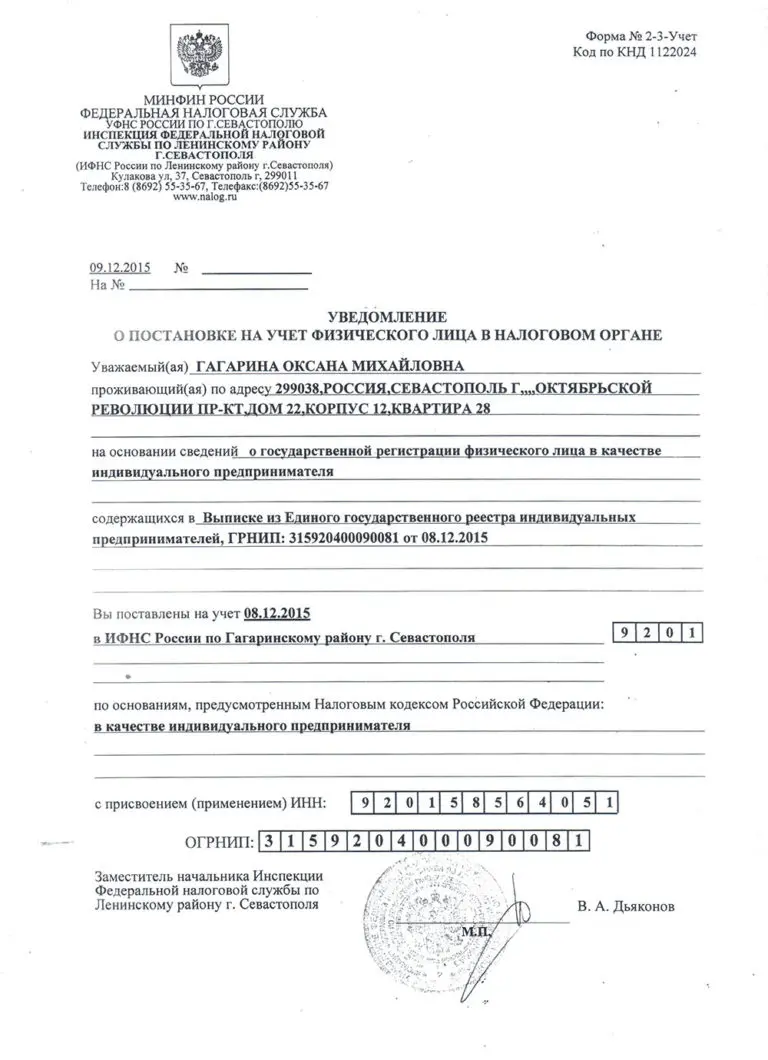 Форма № 2-3-Учет
Код по КНД 1122024
МИНФИН РОССИИ
ФЕДЕРАЛЬНАЯ НАЛОГОВАЯ СЛУЖБА
УФНС РОССИИ ПО Г.СЕВАСТОПОЛЮ
ИНСПЕКЦИЯ ФЕДЕРАЛЬНОЙ НАЛОГОВОЙ
СЛУЖБЫ ПО ЛЕНИНСКОМУ РАЙОНУ
Г.СЕВАСТОПОЛЯ
(ИФНС России по Ленинскому району г.Севастополя)
Кулакова ул, 37, Севастополь г, 299011
Телефон:8 (8692) 55-35-67, Телефакс:(8692)55-35-67
www.nalog.ru
09.12.2015 №
На №
УВЕДОМЛЕНИЕ
О ПОСТАНОВКЕ НА УЧЕТ ФИЗИЧЕСКОГО ЛИЦА В НАЛОГОВОМ ОРГАНЕ
Уважаемый(ая) ГАГАРИНА ОКСАНА МИХАЙЛОВНА
проживающий(ая) по адресу 299038,РОССИЯ,СЕВАСТОПОЛЬ Г,,,,ОКТЯБРЬСКОЙ
РЕВОЛЮЦИИ ПР-КТ,ДОМ 22,КОРПУС 12,КВАРТИРА 28
на основании сведений о государственной регистрации физического лица в качестве
индивидуального предпринимателя
содержащихся в Выписке из Единого государственного реестра индивидуальных
предпринимателей, ГРНИП: 315920400090081 от 08.12.2015
Вы поставлены на учет 08.12.2015
в ИФНС России по Гагаринскому району г. Севастополя 9201
по основаниям, предусмотренным Налоговым кодексом Российской Федерации:
в качестве индивидуального предпринимателя
с присвоением (применением) ИНН: 920158564051
ОГРНИП: 315920400090081
Заместитель начальника Инспекции
Федеральной налоговой службы по
Ленинскому району г. Севастополя
В. А. Дьяконов
М.П.